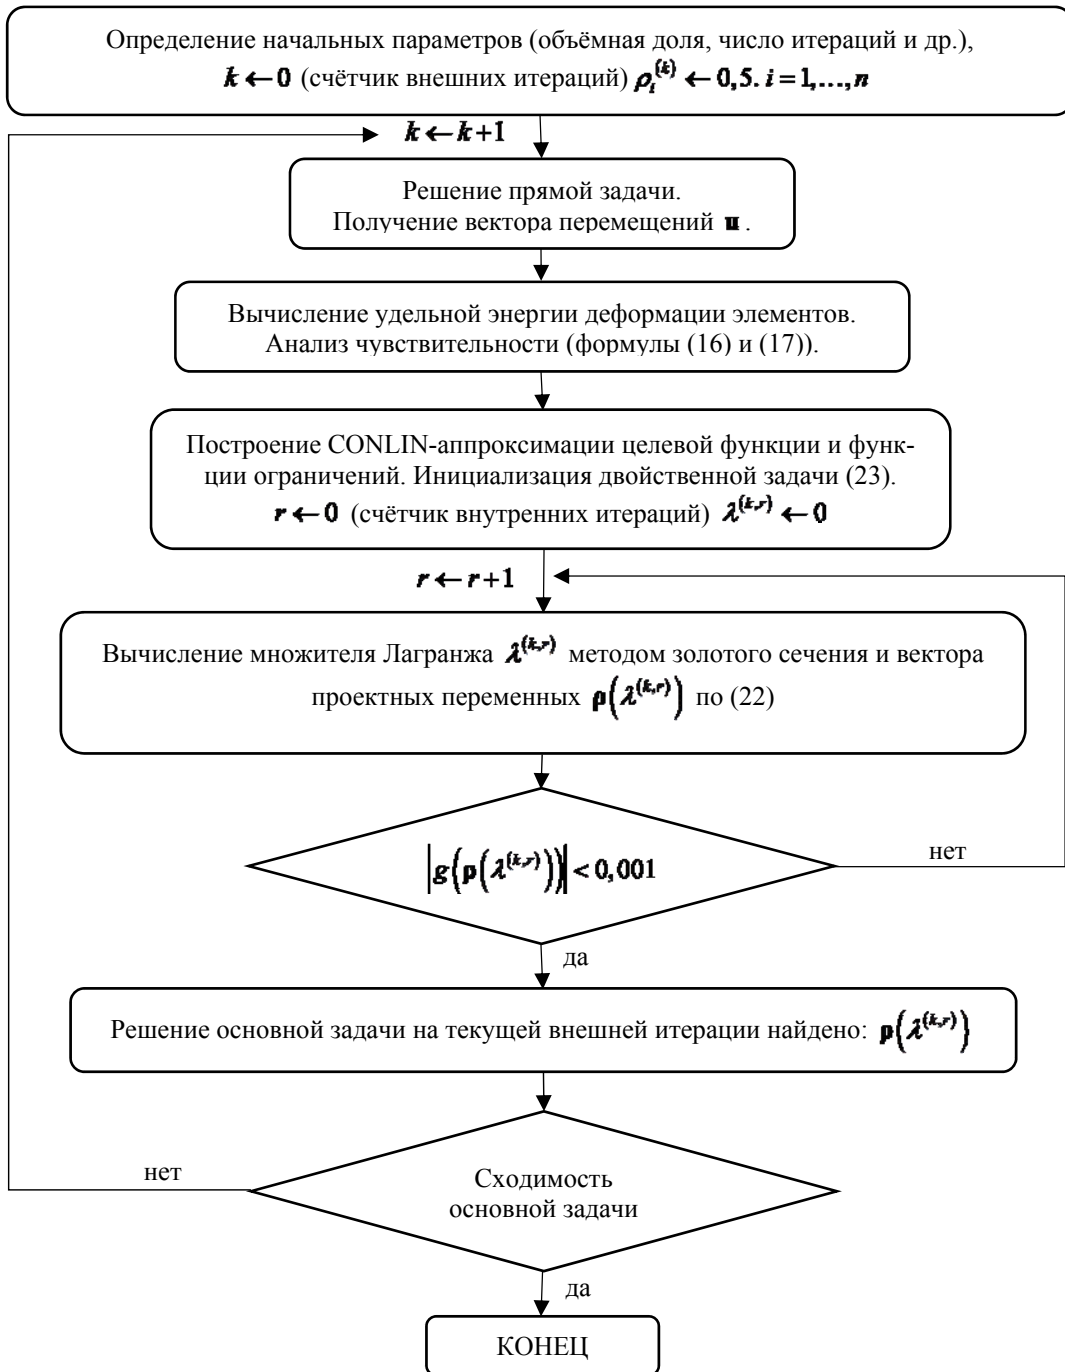 Определение начальных параметров (объёмная доля, число итераций и др.),
k ← 0 (счётчик внешних итераций) ρᵢ⁽ᵏ⁾ ← 0,5. i = 1,…,n
k ← k+1
Решение прямой задачи.
Получение вектора перемещений u .
Вычисление удельной энергии деформации элементов.
Анализ чувствительности (формулы (16) и (17)).
Построение CONLIN-аппроксимации целевой функции и функ-
ции ограничений. Инициализация двойственной задачи (23).
r ← 0 (счётчик внутренних итераций) λ^(k,r) ← 0
r ← r+1
Вычисление множителя Лагранжа λ^(k,r) методом золотого сечения и вектора
проектных переменных ρ(λ^(k,r)) по (22)
|g(ρ(λ^(k,r)))| < 0,001
нет
да
Решение основной задачи на текущей внешней итерации найдено: ρ(λ^(k,r))
нет
Сходимость
основной задачи
да
КОНЕЦ